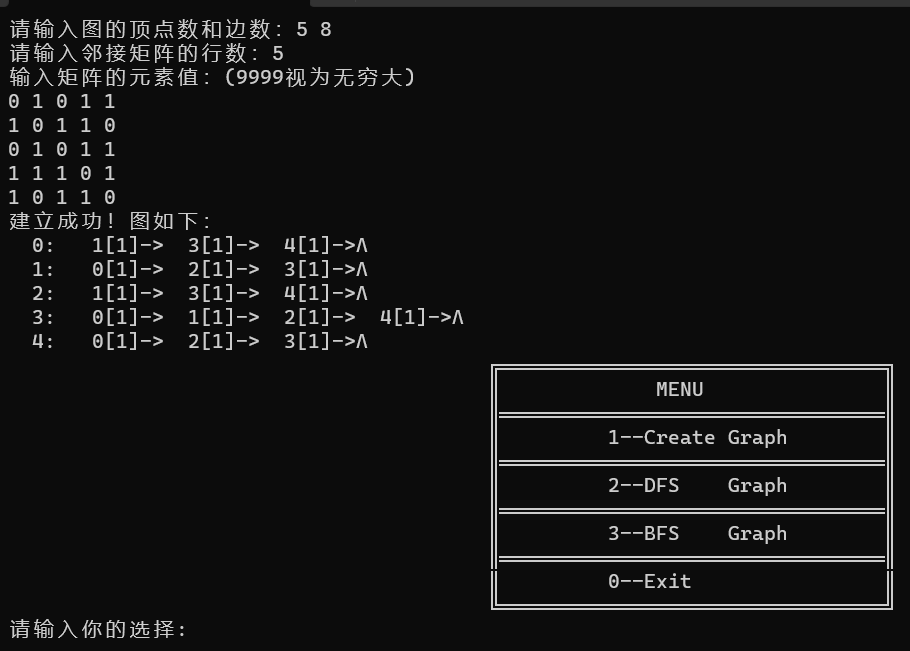 请输入图的顶点数和边数: 5 8
请输入邻接矩阵的行数: 5
输入矩阵的元素值: (9999视为无穷大)
0 1 0 1 1
1 0 1 1 0
0 1 0 1 1
1 1 1 0 1
1 0 1 1 0
建立成功! 图如下:
0: 1[1]-> 3[1]-> 4[1]->Λ
1: 0[1]-> 2[1]-> 3[1]->Λ
2: 1[1]-> 3[1]-> 4[1]->Λ
3: 0[1]-> 1[1]-> 2[1]-> 4[1]->Λ
4: 0[1]-> 2[1]-> 3[1]->Λ
MENU
1--Create Graph
2--DFS Graph
3--BFS Graph
0--Exit
请输入你的选择: